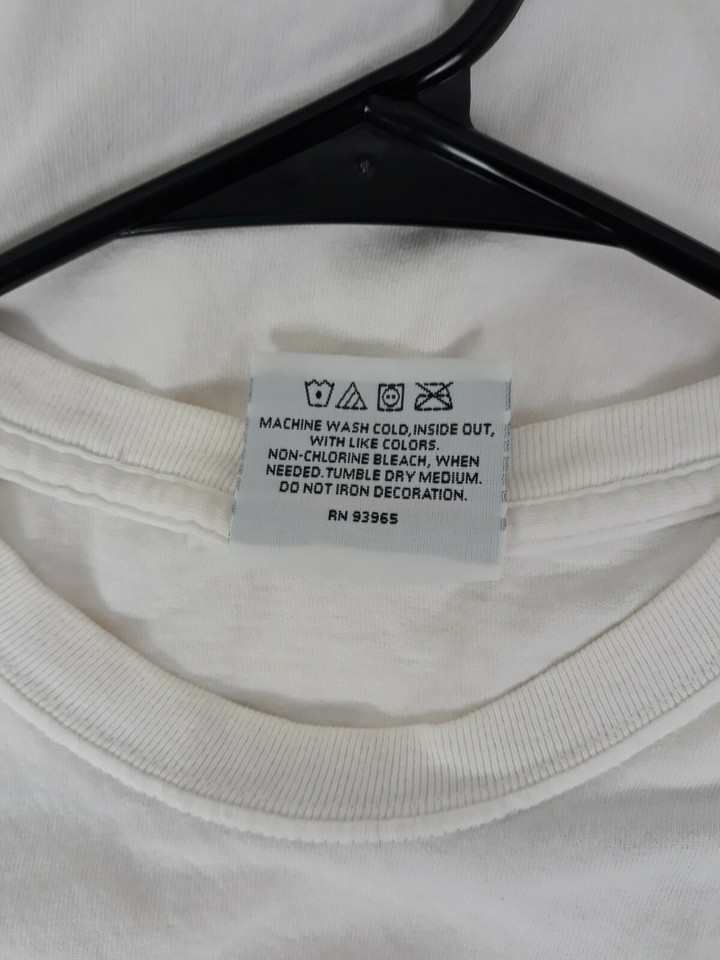 MACHINE WASH COLD,INSIDE OUT,
WITH LIKE COLORS.
NON-CHLORINE BLEACH, WHEN
NEEDED.TUMBLE DRY MEDIUM.
DO NOT IRON DECORATION.
RN 93965